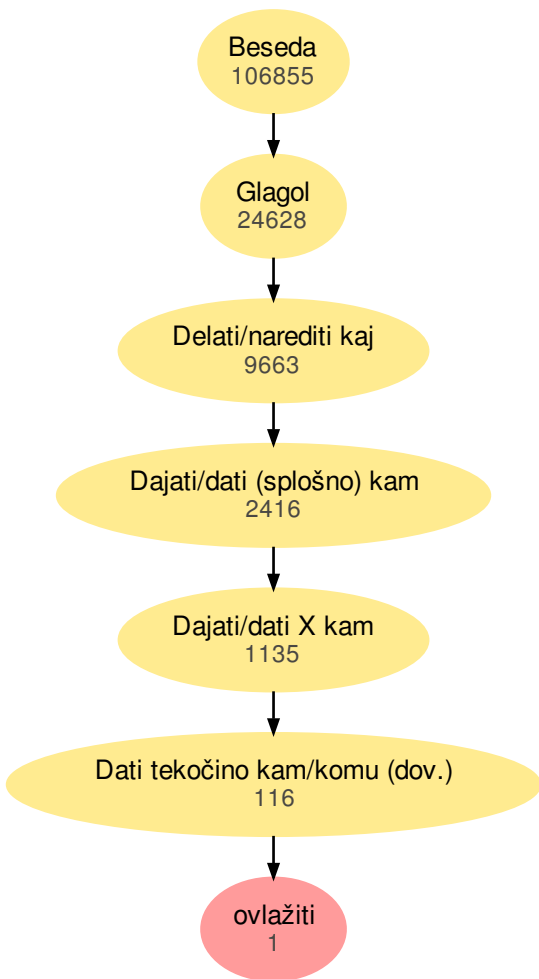 Beseda
106855
Glagol
24628
Delati/narediti kaj
9663
Dajati/dati (splošno) kam
2416
Dajati/dati X kam
1135
Dati tekočino kam/komu (dov.)
116
ovlažiti
1